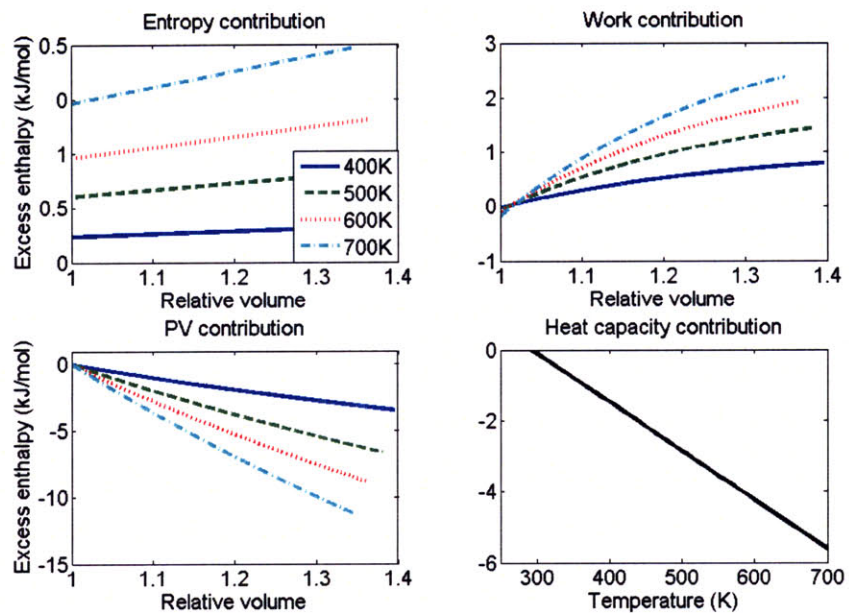 Entropy contribution
Excess enthalpy (kJ/mol)
0.5
0
1
0.5
0
1 1.1 1.2 1.3 1.4
Relative volume
400K
500K
600K
700K
Work contribution
3
2
1
0
-1
1 1.1 1.2 1.3 1.4
Relative volume
PV contribution
Excess enthalpy (kJ/mol)
0
-5
-10
-15
1 1.1 1.2 1.3 1.4
Relative volume
Heat capacity contribution
0
-2
-4
-6
300 400 500 600 700
Temperature (K)